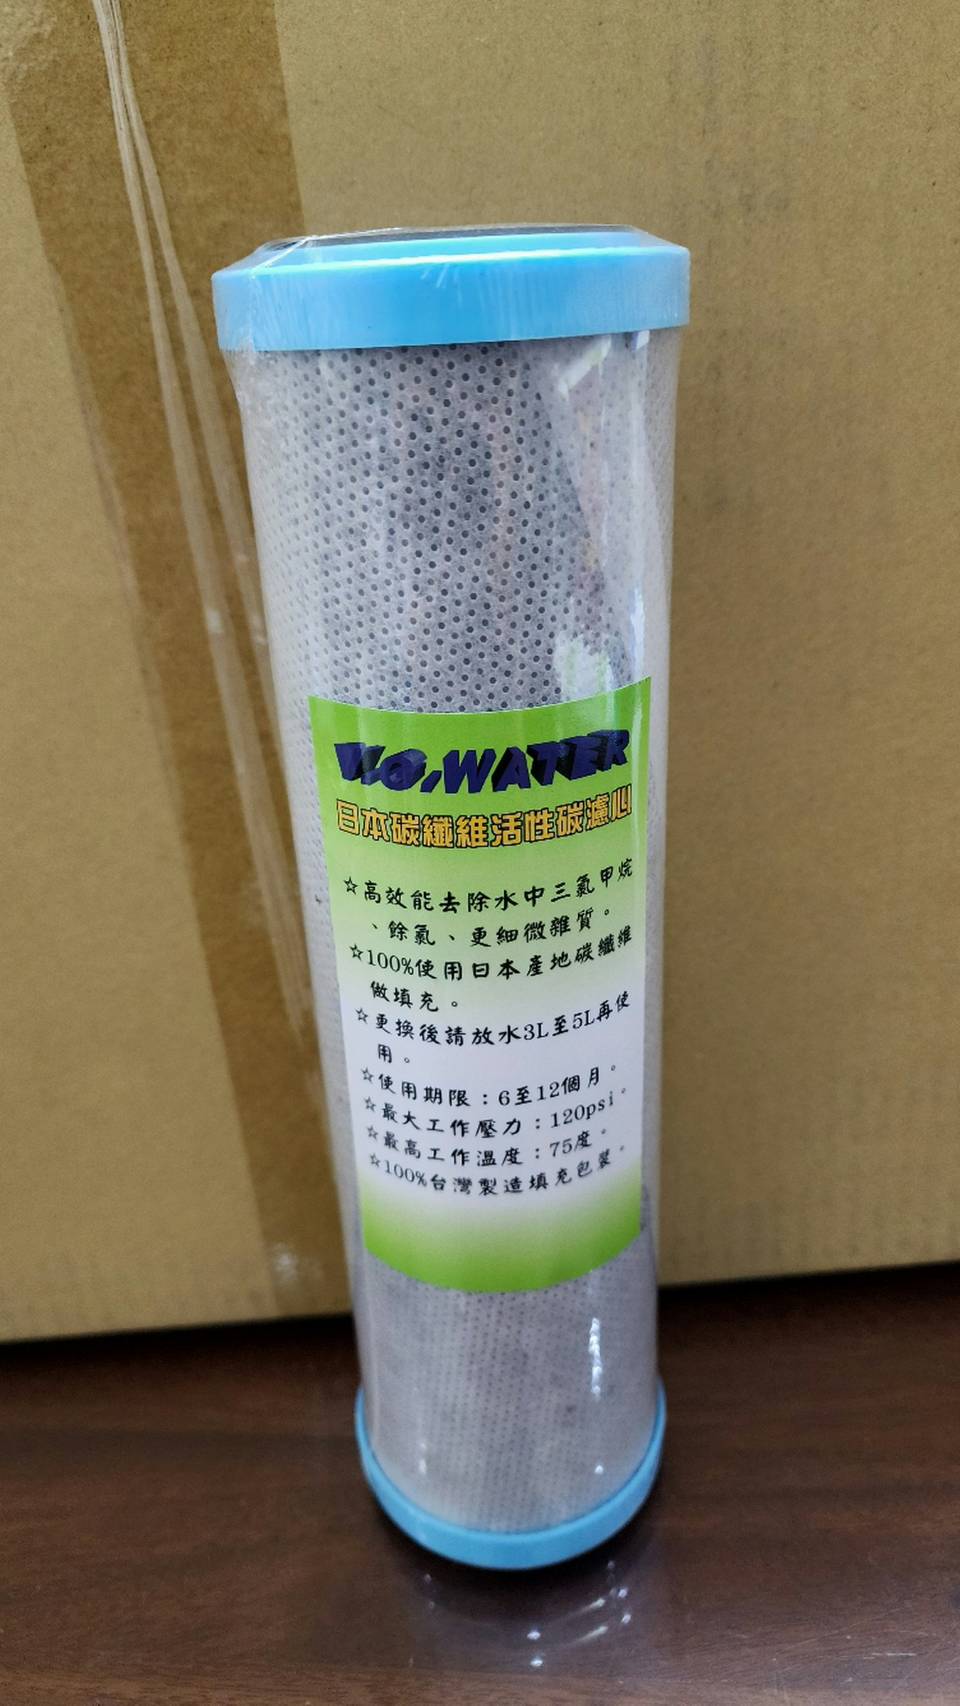 V.O.WATER
日本碳纖維活性碳濾心
☆高效能去除水中三氯甲烷
、餘氯、更細微雜質。
☆100%使用日本產地碳纖維
做填充。
☆更換後請放水3L至5L再使
用。
☆使用期限：6至12個月。
☆最大工作壓力：120psi。
☆最高工作溫度：75度。
☆100%台灣製造填充包裝。